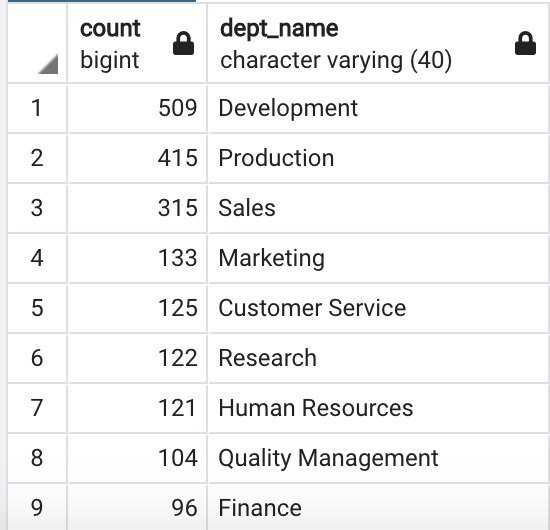 count dept_name
bigint character varying (40)
1 509 Development
2 415 Production
3 315 Sales
4 133 Marketing
5 125 Customer Service
6 122 Research
7 121 Human Resources
8 104 Quality Management
9 96 Finance